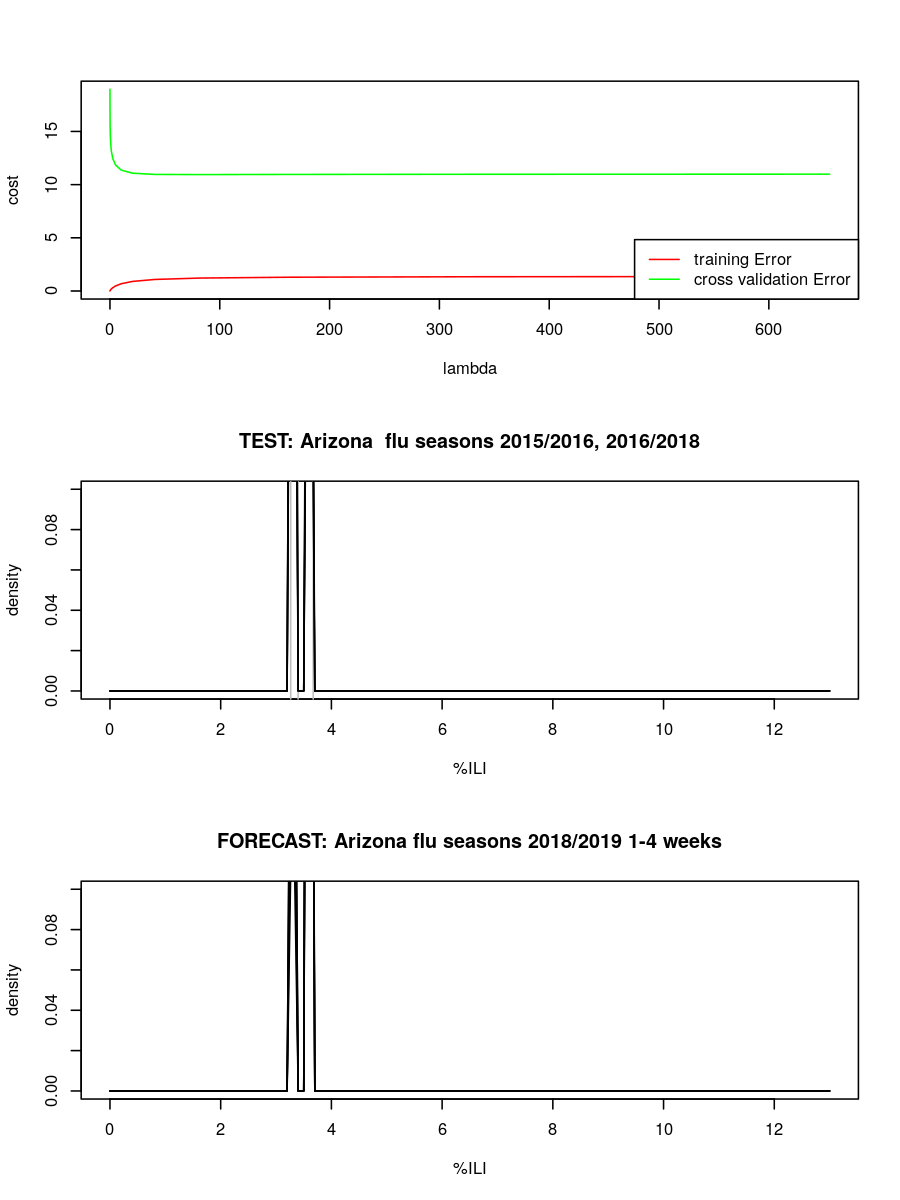 15
10
5
0
cost
training Error
cross validation Error
0 100 200 300 400 500 600
lambda
TEST: Arizona  flu seasons 2015/2016, 2016/2018
0.08
0.04
0.00
density
0 2 4 6 8 10 12
%ILI
FORECAST: Arizona flu seasons 2018/2019 1-4 weeks
0.08
0.04
0.00
density
0 2 4 6 8 10 12
%ILI